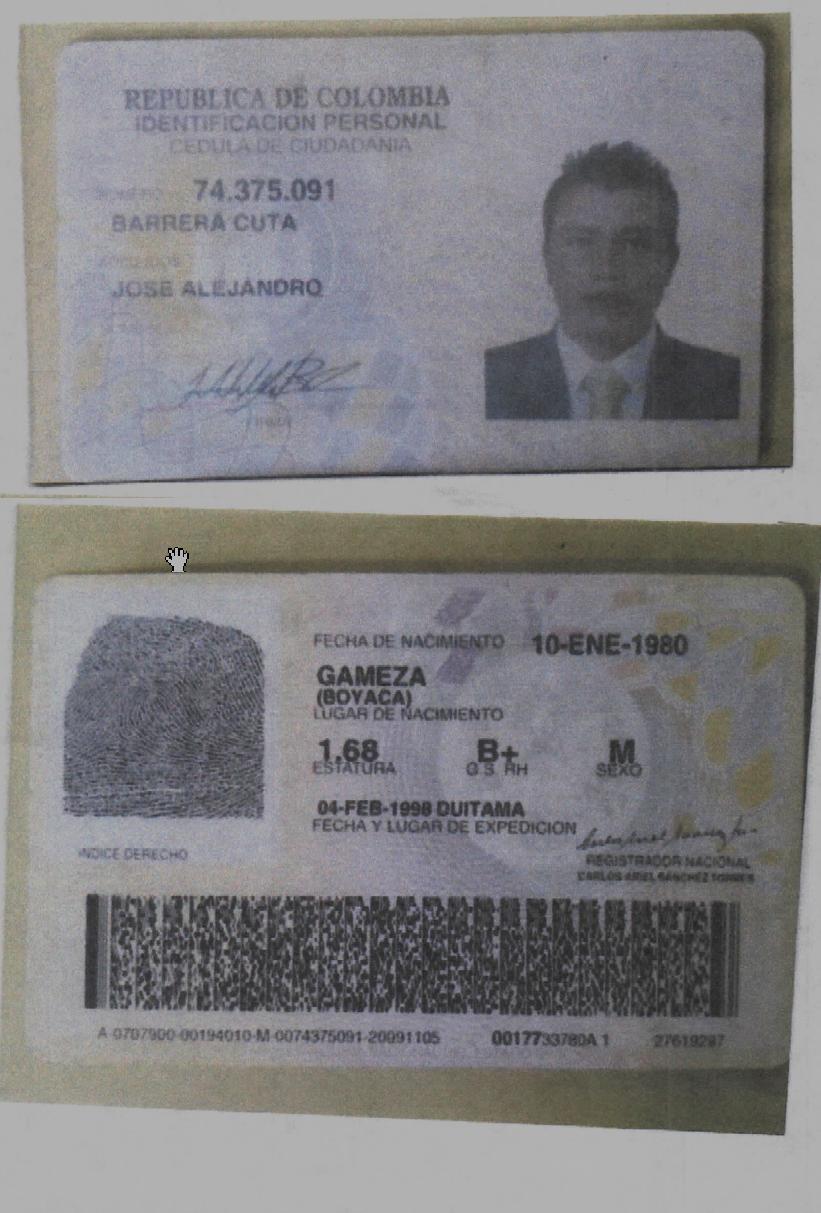 REPUBLICA DE COLOMBIA
IDENTIFICACION PERSONAL
CEDULA DE CIUDADANIA
NUMERO 74.375.091
BARRERA CUTA
APELLIDOS
JOSE ALEJANDRO
FIRMA
FECHA DE NACIMIENTO 10-ENE-1980
GAMEZA
(BOYACA)
LUGAR DE NACIMIENTO
1.68 B+ M
ESTATURA G.S. RH SEXO
04-FEB-1998 DUITAMA
FECHA Y LUGAR DE EXPEDICION
INDICE DERECHO
REGISTRADOR NACIONAL
CARLOS ARIEL SANCHEZ TORRES
A-0707900-00194010-M-0074375091-20091105 0017733780A 1 27619297